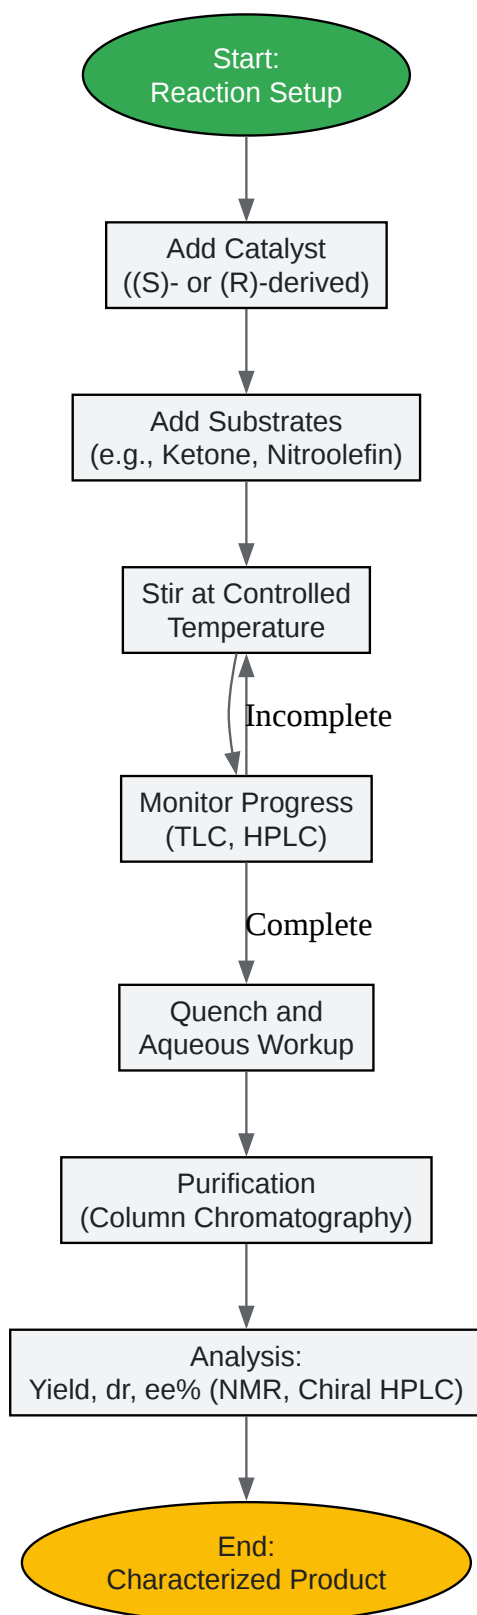 Start:
Reaction Setup
Add Catalyst
((S)- or (R)-derived)
Add Substrates
(e.g., Ketone, Nitroolefin)
Stir at Controlled
Temperature
Incomplete
Monitor Progress
(TLC, HPLC)
Complete
Quench and
Aqueous Workup
Purification
(Column Chromatography)
Analysis:
Yield, dr, ee% (NMR, Chiral HPLC)
End:
Characterized Product